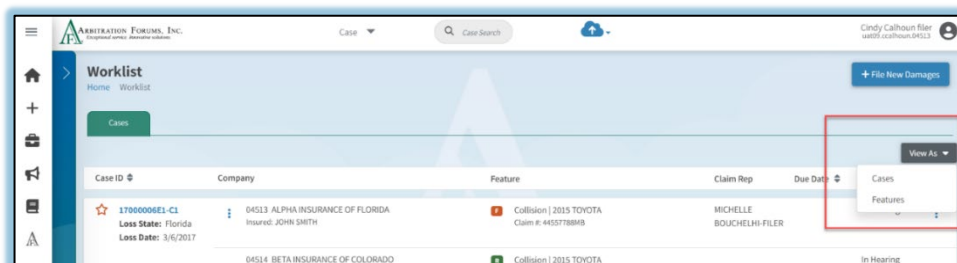 ARBITRATION FORUMS, INC.
Exceptional service. Innovative solutions.
Case
Case Search
Cindy Calhoun filer
uat09.ccalhoun.04513
Worklist
Home Worklist
+ File New Damages
Cases
View As
Cases
Features
Case ID Company Feature Claim Rep Due Date
17000006E1-C1
Loss State: Florida
Loss Date: 3/6/2017
04513 ALPHA INSURANCE OF FLORIDA
Insured: JOHN SMITH
F Collision | 2015 TOYOTA
Claim #: 44557788MB
MICHELLE
BOUCHELHI-FILER
04514 BETA INSURANCE OF COLORADO
R Collision | 2015 TOYOTA
In Hearing